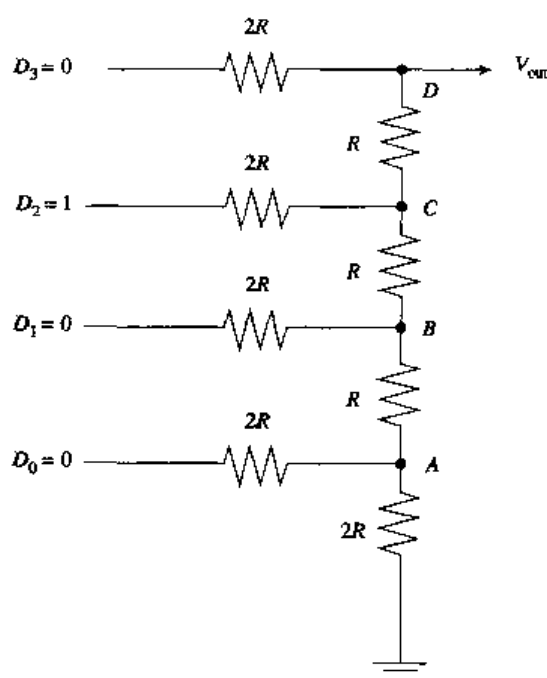 2R
D₃ = 0
V_out
D
R
2R
D₂ = 1
C
R
2R
D₁ = 0
B
R
2R
D₀ = 0
A
2R